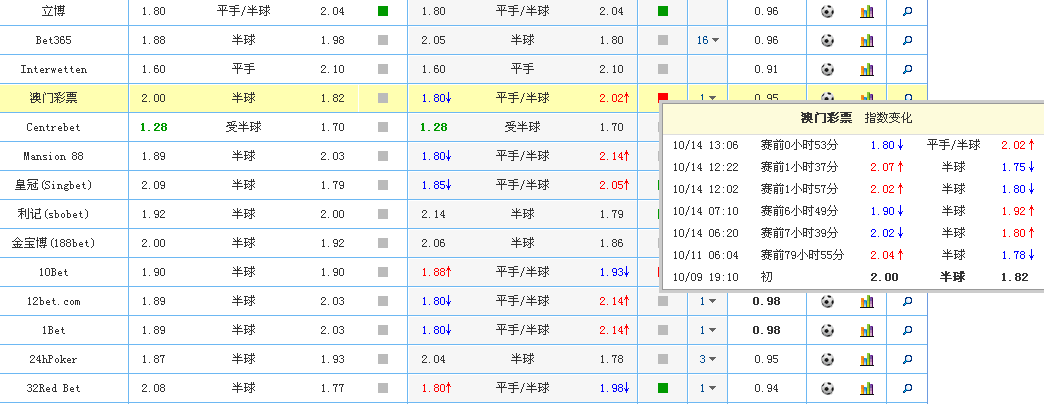 立博 1.80 平手/半球 2.04 1.80 平手/半球 2.04 0.96
Bet365 1.88 半球 1.98 2.05 半球 1.80 16 0.96
Interwetten 1.60 平手 2.10 1.60 平手 2.10 0.91
澳门彩票 2.00 半球 1.82 1.80↓ 平手/半球 2.02↑ 1 0.95
Centrebet 1.28 受半球 1.70 1.28 受半球 1.70
Mansion 88 1.89 半球 2.03 1.80↓ 平手/半球 2.14↑
皇冠(Singbet) 2.09 半球 1.79 1.85↓ 平手/半球 2.05↑
利记(sbobet) 1.92 半球 2.00 2.14 半球 1.79
金宝博(188bet) 2.00 半球 1.92 2.06 半球 1.86
10Bet 1.90 半球 1.90 1.88↑ 平手/半球 1.93↓
12bet.com 1.89 半球 2.03 1.80↓ 平手/半球 2.14↑ 1 0.98
1Bet 1.89 半球 2.03 1.80↓ 平手/半球 2.14↑ 1 0.98
24hPoker 1.87 半球 1.93 2.04 半球 1.78 3 0.95
32Red Bet 2.08 半球 1.77 1.80↑ 平手/半球 1.98↓ 1 0.94
澳门彩票 指数变化
10/14 13:06 赛前0小时53分 1.80↓ 平手/半球 2.02↑
10/14 12:22 赛前1小时37分 2.07↑ 半球 1.75↓
10/14 12:02 赛前1小时57分 2.02↑ 半球 1.80↓
10/14 07:10 赛前6小时49分 1.90↓ 半球 1.92↑
10/14 06:20 赛前7小时39分 2.02↓ 半球 1.80↑
10/11 06:04 赛前79小时55分 2.04↑ 半球 1.78↓
10/09 19:10 初 2.00 半球 1.82